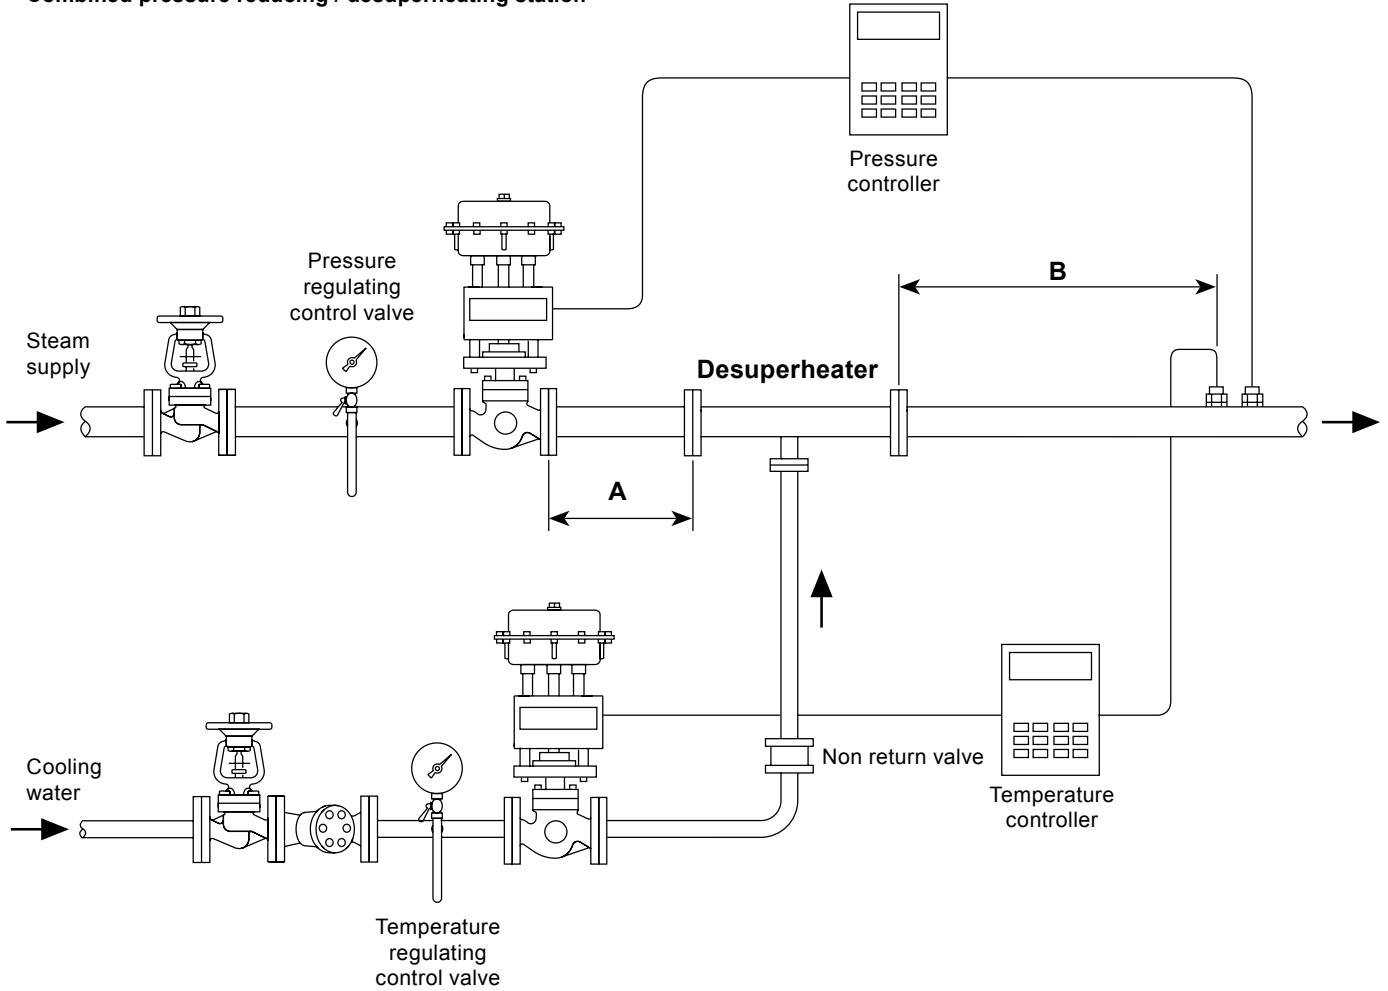 Combined pressure reducing / desuperheating station
Pressure
controller
Pressure
regulating
control valve
B
Steam
supply
Desuperheater
A
Non return valve
Cooling
water
Temperature
controller
Temperature
regulating
control valve